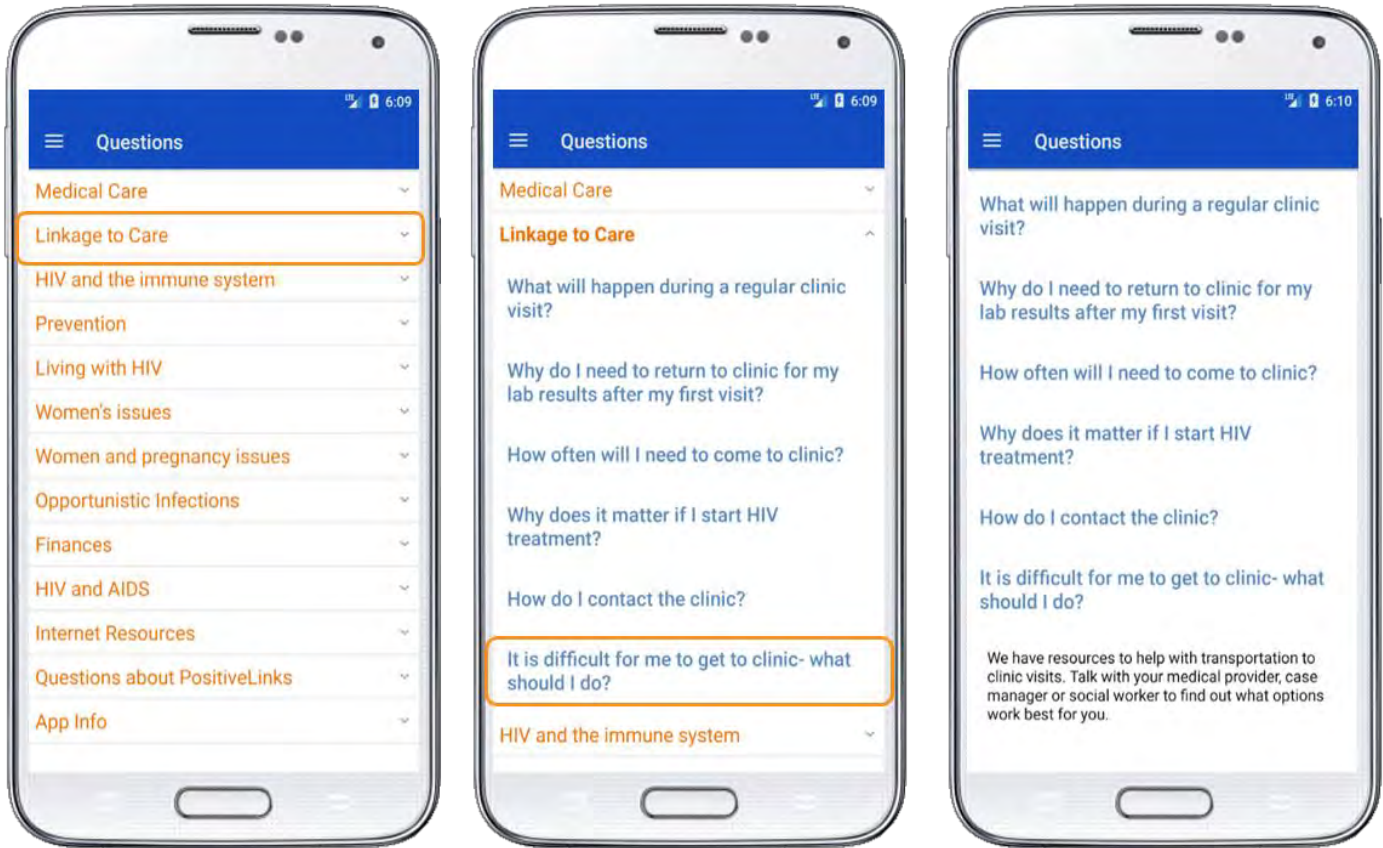 LTE 6:09
Questions
Medical Care
Linkage to Care
HIV and the immune system
Prevention
Living with HIV
Women's issues
Women and pregnancy issues
Opportunistic Infections
Finances
HIV and AIDS
Internet Resources
Questions about PositiveLinks
App Info
LTE 6:09
Questions
Medical Care
Linkage to Care
What will happen during a regular clinic
visit?
Why do I need to return to clinic for my
lab results after my first visit?
How often will I need to come to clinic?
Why does it matter if I start HIV
treatment?
How do I contact the clinic?
It is difficult for me to get to clinic- what
should I do?
HIV and the immune system
LTE 6:10
Questions
What will happen during a regular clinic
visit?
Why do I need to return to clinic for my
lab results after my first visit?
How often will I need to come to clinic?
Why does it matter if I start HIV
treatment?
How do I contact the clinic?
It is difficult for me to get to clinic- what
should I do?
We have resources to help with transportation to
clinic visits. Talk with your medical provider, case
manager or social worker to find out what options
work best for you.